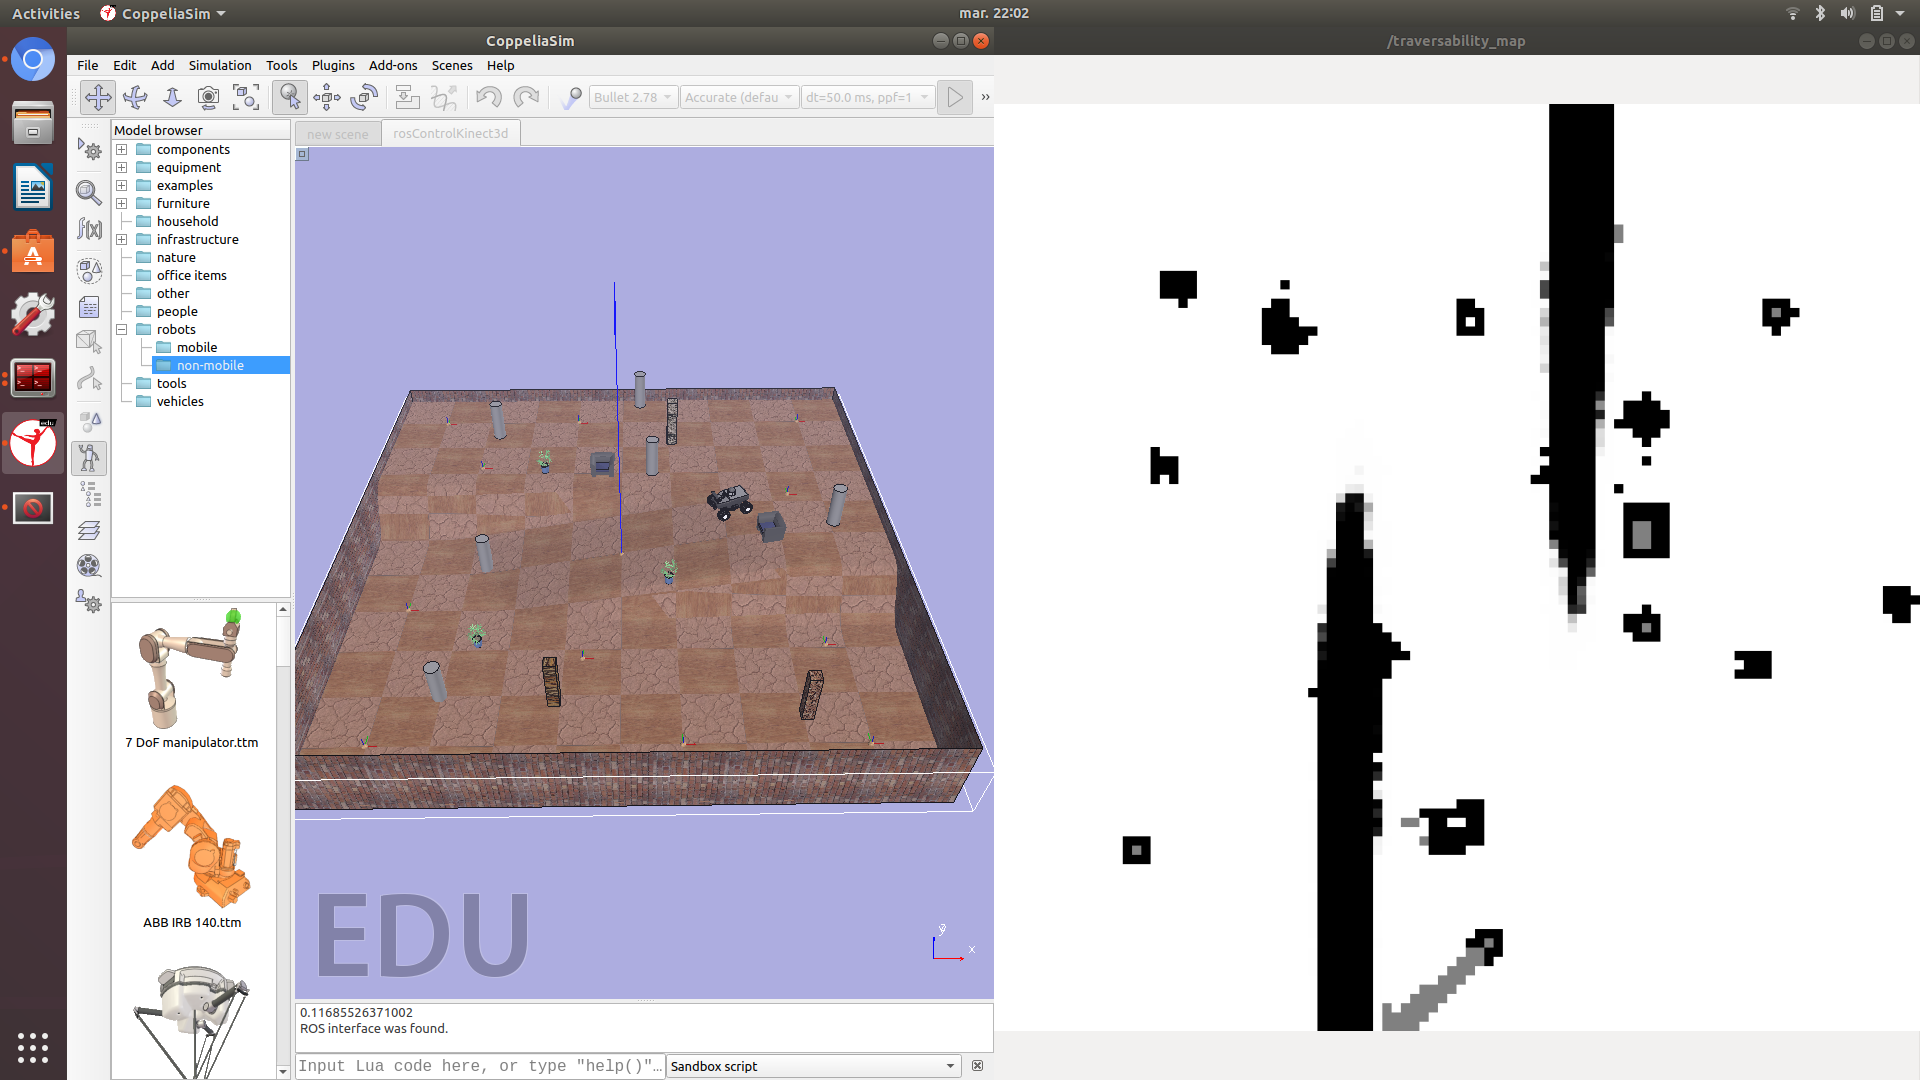 Activities
CoppeliaSim
mar. 22:02
CoppeliaSim
/traversability_map
File Edit Add Simulation Tools Plugins Add-ons Scenes Help
Bullet 2.78
Accurate (defau
dt=50.0 ms, ppf=1
»
Model browser
new scene
rosControlKinect3d
components
equipment
examples
furniture
household
infrastructure
nature
office items
other
people
robots
mobile
non-mobile
tools
vehicles
f(x)
edu
7 DoF manipulator.ttm
ABB IRB 140.ttm
EDU
y
x
0.11685526371002
ROS interface was found.
Input Lua code here, or type "help()"...
Sandbox script